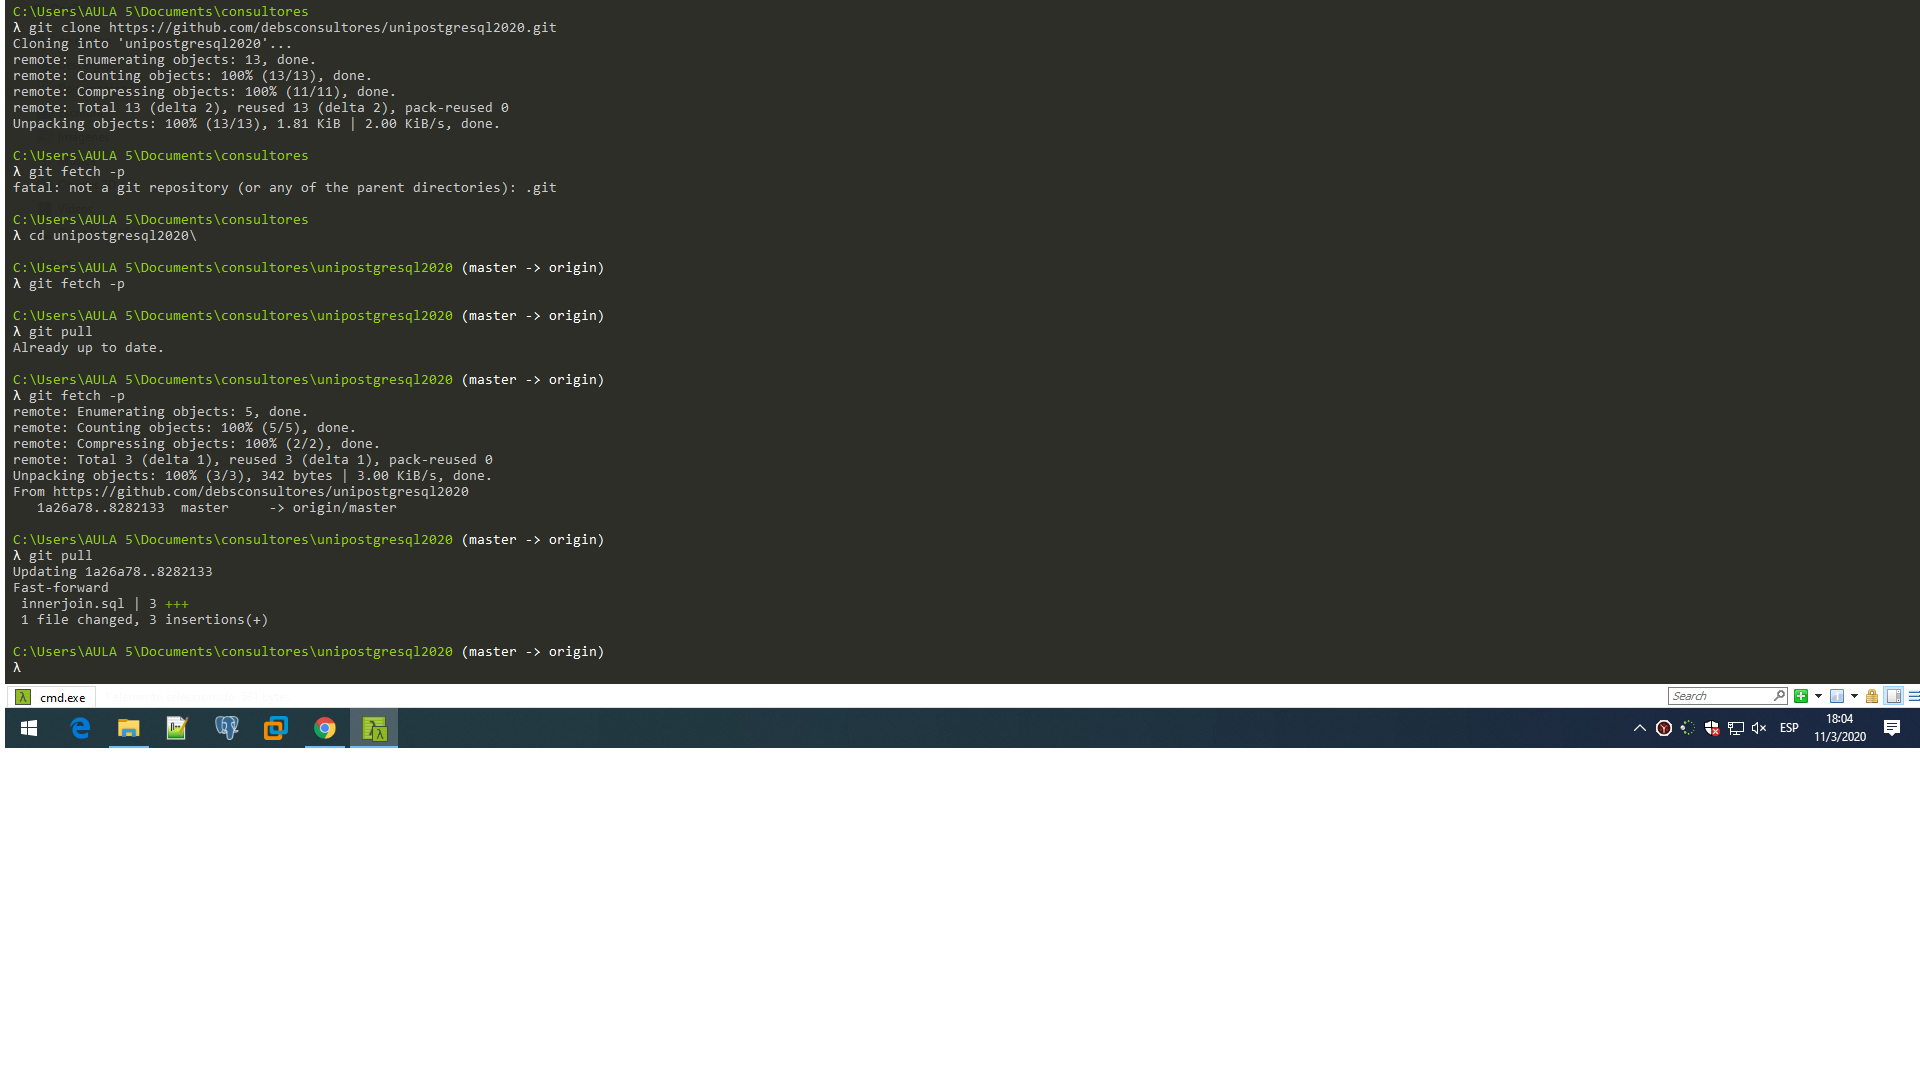 C:\Users\AULA 5\Documents\consultores
λ git clone https://github.com/debsconsultores/unipostgresql2020.git
Cloning into 'unipostgresql2020'...
remote: Enumerating objects: 13, done.
remote: Counting objects: 100% (13/13), done.
remote: Compressing objects: 100% (11/11), done.
remote: Total 13 (delta 2), reused 13 (delta 2), pack-reused 0
Unpacking objects: 100% (13/13), 1.81 KiB | 2.00 KiB/s, done.

C:\Users\AULA 5\Documents\consultores
λ git fetch -p
fatal: not a git repository (or any of the parent directories): .git

C:\Users\AULA 5\Documents\consultores
λ cd unipostgresql2020\

C:\Users\AULA 5\Documents\consultores\unipostgresql2020 (master -> origin)
λ git fetch -p

C:\Users\AULA 5\Documents\consultores\unipostgresql2020 (master -> origin)
λ git pull
Already up to date.

C:\Users\AULA 5\Documents\consultores\unipostgresql2020 (master -> origin)
λ git fetch -p
remote: Enumerating objects: 5, done.
remote: Counting objects: 100% (5/5), done.
remote: Compressing objects: 100% (2/2), done.
remote: Total 3 (delta 1), reused 3 (delta 1), pack-reused 0
Unpacking objects: 100% (3/3), 342 bytes | 3.00 KiB/s, done.
From https://github.com/debsconsultores/unipostgresql2020
   1a26a78..8282133  master     -> origin/master

C:\Users\AULA 5\Documents\consultores\unipostgresql2020 (master -> origin)
λ git pull
Updating 1a26a78..8282133
Fast-forward
 innerjoin.sql | 3 +++
 1 file changed, 3 insertions(+)

C:\Users\AULA 5\Documents\consultores\unipostgresql2020 (master -> origin)
λ
λ cmd.exe
Search
ESP
18:04
11/3/2020